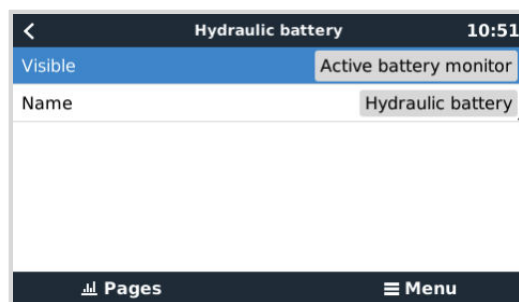 Hydraulic battery 10:51
Visible Active battery monitor
Name Hydraulic battery
Pages Menu